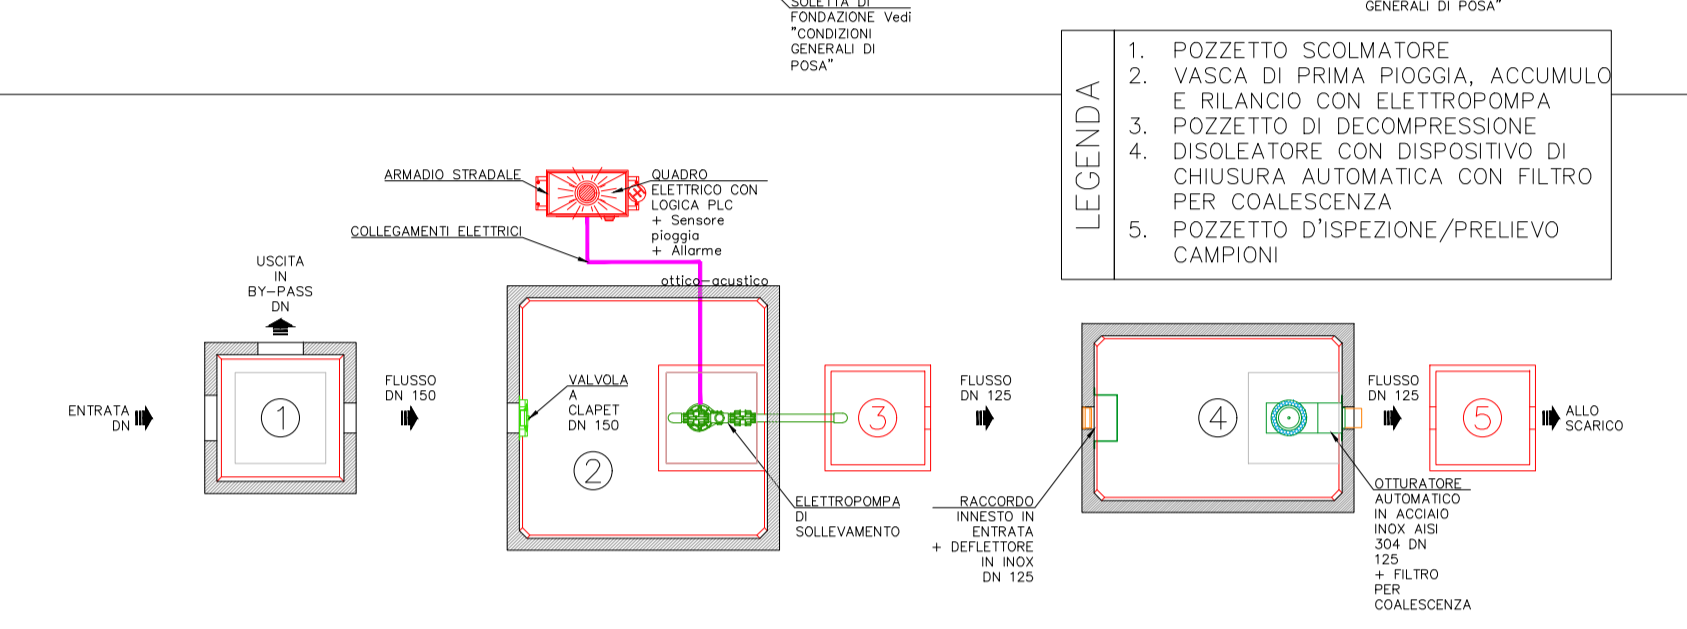 SOLETTA DI
FONDAZIONE Vedi
"CONDIZIONI
GENERALI DI
POSA"
GENERALI DI POSA"
LEGENDA
1. POZZETTO SCOLMATORE
2. VASCA DI PRIMA PIOGGIA, ACCUMULO
E RILANCIO CON ELETTROPOMPA
3. POZZETTO DI DECOMPRESSIONE
4. DISOLEATORE CON DISPOSITIVO DI
CHIUSURA AUTOMATICA CON FILTRO
PER COALESCENZA
5. POZZETTO D'ISPEZIONE/PRELIEVO
CAMPIONI
ARMADIO STRADALE
QUADRO
ELETTRICO CON
LOGICA PLC
+ Sensore
pioggia
+ Allarme
ottico-acustico
COLLEGAMENTI ELETTRICI
USCITA
IN
BY-PASS
DN
ENTRATA
DN
1
FLUSSO
DN 150
VALVOLA
A
CLAPET
DN 150
2
ELETTROPOMPA
DI
SOLLEVAMENTO
3
FLUSSO
DN 125
RACCORDO
INNESTO IN
ENTRATA
+ DEFLETTORE
IN INOX
DN 125
4
FLUSSO
DN 125
OTTURATORE
AUTOMATICO
IN ACCIAIO
INOX AISI
304 DN
125
+ FILTRO
PER
COALESCENZA
5
ALLO
SCARICO